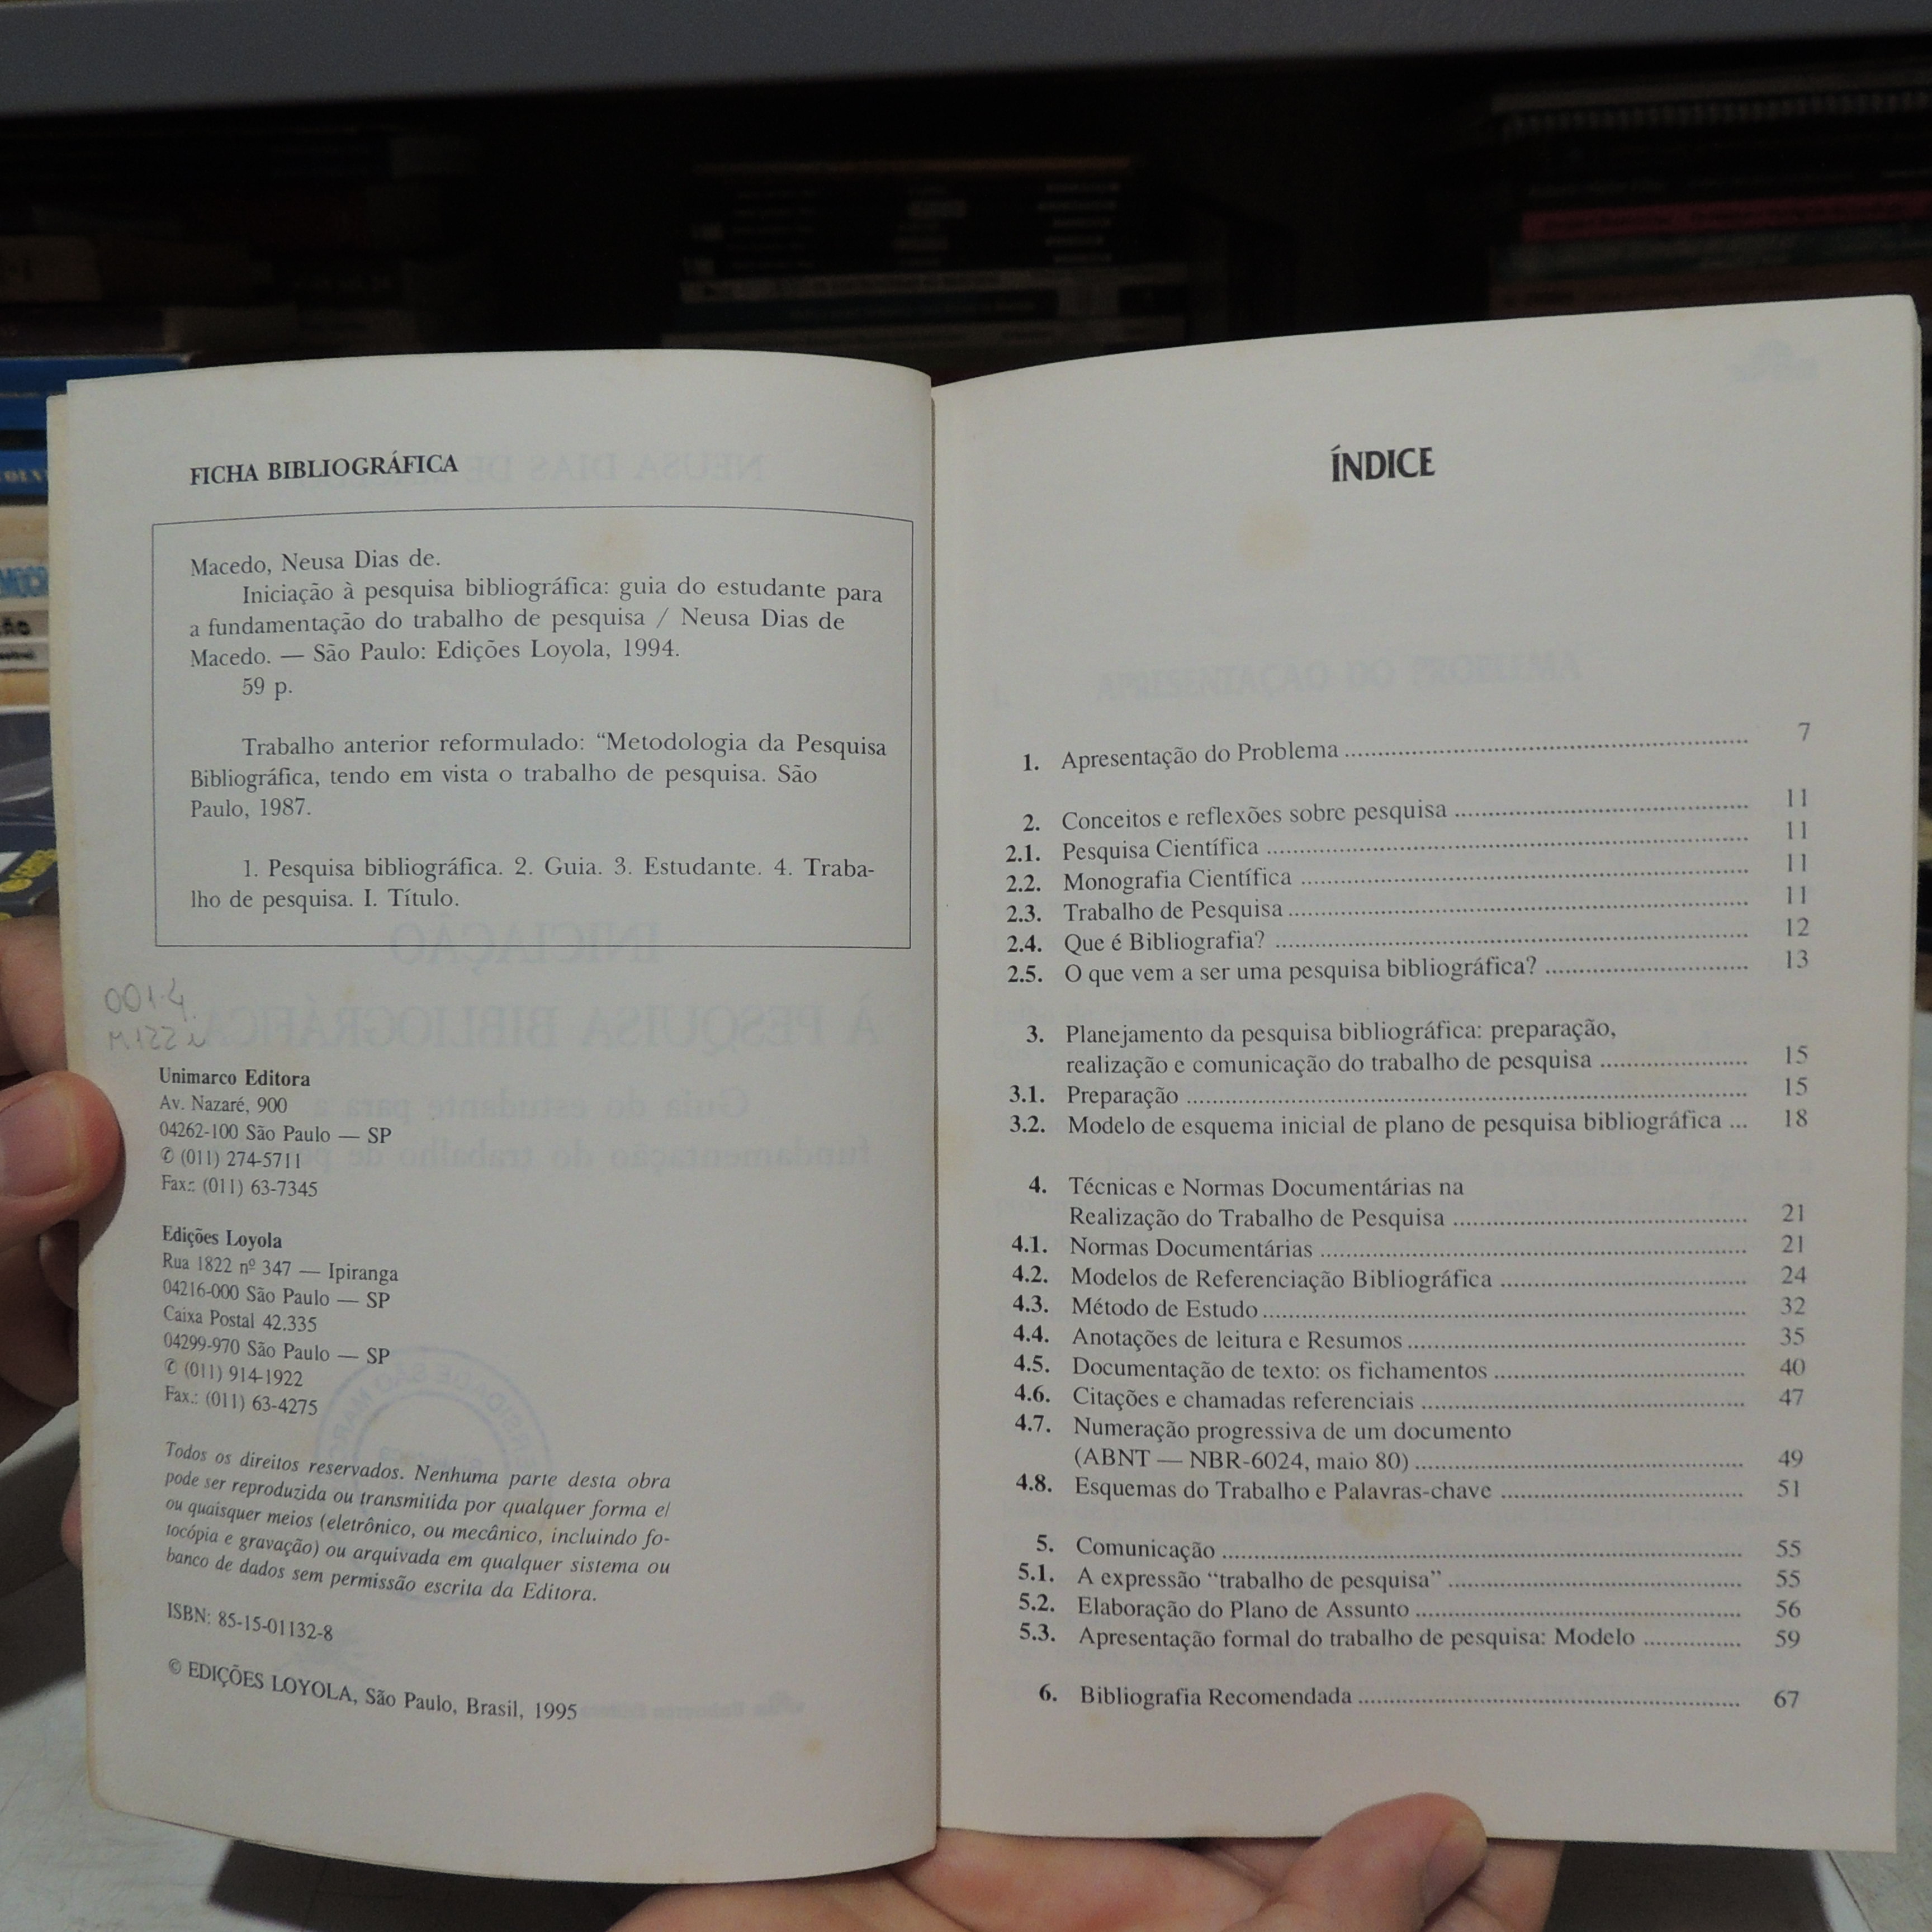 FICHA BIBLIOGRÁFICA
Macedo, Neusa Dias de.
Iniciação à pesquisa bibliográfica: guia do estudante para
a fundamentação do trabalho de pesquisa / Neusa Dias de
Macedo. — São Paulo: Edições Loyola, 1994.
59 p.
Trabalho anterior reformulado: “Metodologia da Pesquisa
Bibliográfica, tendo em vista o trabalho de pesquisa. São
Paulo, 1987.
1. Pesquisa bibliográfica. 2. Guia. 3. Estudante. 4. Traba-
lho de pesquisa. I. Título.
001.4
Unimarco Editora
Av. Nazaré, 900
04262-100 São Paulo — SP
✆ (011) 274-5711
Fax.: (011) 63-7345
Edições Loyola
Rua 1822 nº 347 — Ipiranga
04216-000 São Paulo — SP
Caixa Postal 42.335
04299-970 São Paulo — SP
✆ (011) 914-1922
Fax.: (011) 63-4275
Todos os direitos reservados. Nenhuma parte desta obra
pode ser reproduzida ou transmitida por qualquer forma e/
ou quaisquer meios (eletrônico, ou mecânico, incluindo fo-
tocópia e gravação) ou arquivada em qualquer sistema ou
banco de dados sem permissão escrita da Editora.
ISBN: 85-15-01132-8
© EDIÇÕES LOYOLA, São Paulo, Brasil, 1995
ÍNDICE
1. Apresentação do Problema ........ 7
2. Conceitos e reflexões sobre pesquisa ........ 11
2.1. Pesquisa Científica ........ 11
2.2. Monografia Científica ........ 11
2.3. Trabalho de Pesquisa ........ 11
2.4. Que é Bibliografia? ........ 12
2.5. O que vem a ser uma pesquisa bibliográfica? ........ 13
3. Planejamento da pesquisa bibliográfica: preparação,
realização e comunicação do trabalho de pesquisa ........ 15
3.1. Preparação ........ 15
3.2. Modelo de esquema inicial de plano de pesquisa bibliográfica ... 18
4. Técnicas e Normas Documentárias na
Realização do Trabalho de Pesquisa ........ 21
4.1. Normas Documentárias ........ 21
4.2. Modelos de Referenciação Bibliográfica ........ 24
4.3. Método de Estudo ........ 32
4.4. Anotações de leitura e Resumos ........ 35
4.5. Documentação de texto: os fichamentos ........ 40
4.6. Citações e chamadas referenciais ........ 47
4.7. Numeração progressiva de um documento
(ABNT — NBR-6024, maio 80) ........ 49
4.8. Esquemas do Trabalho e Palavras-chave ........ 51
5. Comunicação ........ 55
5.1. A expressão “trabalho de pesquisa” ........ 55
5.2. Elaboração do Plano de Assunto ........ 56
5.3. Apresentação formal do trabalho de pesquisa: Modelo ........ 59
6. Bibliografia Recomendada ........ 67